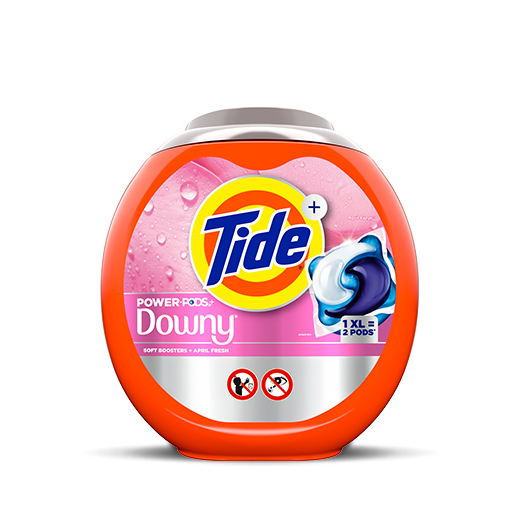 Tide+
POWER PODS+
Downy
SOFT BOOSTERS + APRIL FRESH
1 XL =
2 PODS*